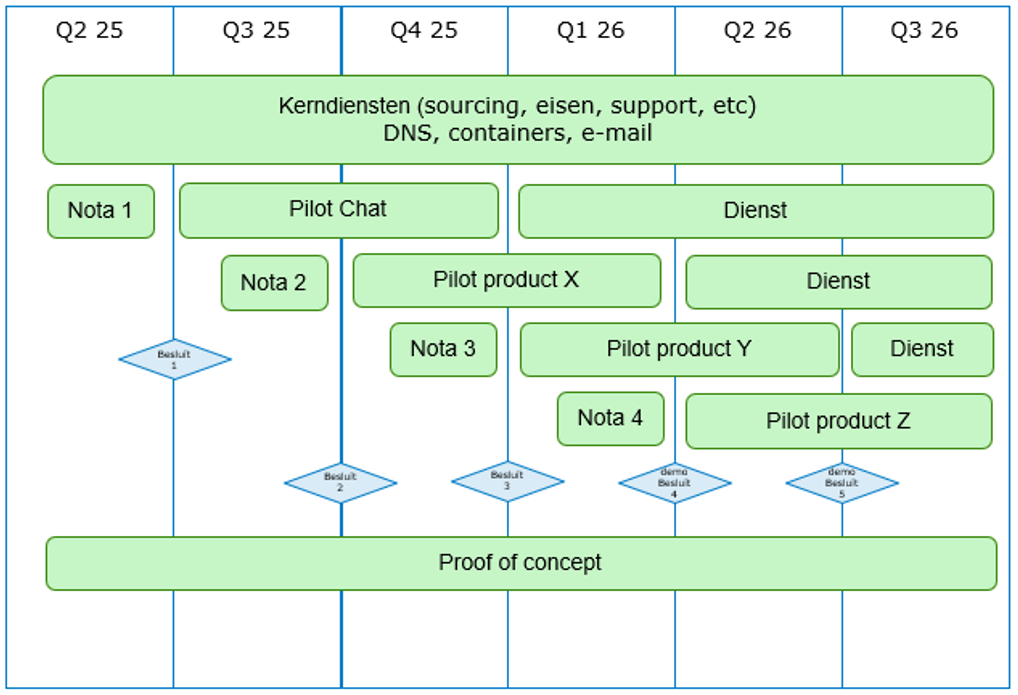 Q2 25
Q3 25
Q4 25
Q1 26
Q2 26
Q3 26
Kerndiensten (sourcing, eisen, support, etc)
DNS, containers, e-mail
Nota 1
Pilot Chat
Dienst
Nota 2
Pilot product X
Dienst
Nota 3
Pilot product Y
Dienst
Besluit
1
Nota 4
Pilot product Z
Besluit
2
Besluit
3
demo
Besluit
4
demo
Besluit
5
Proof of concept